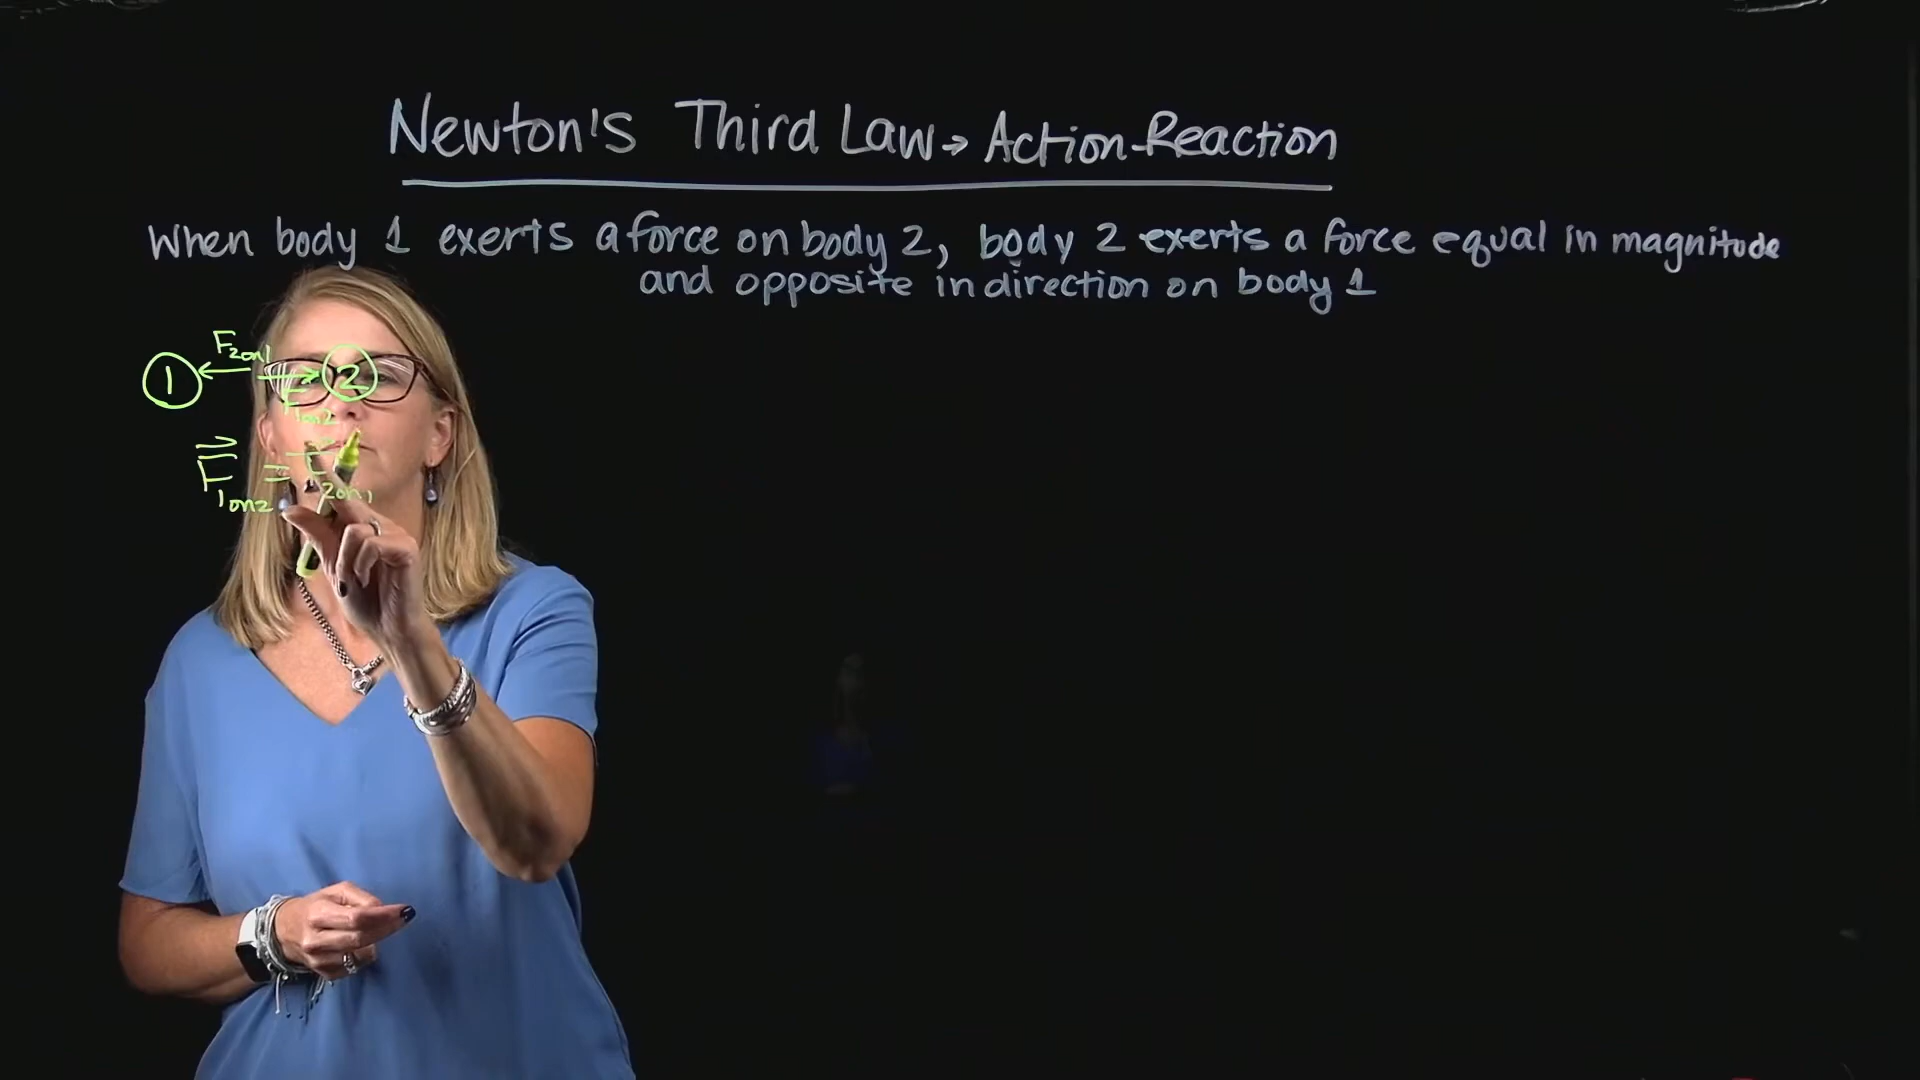 Newton's Third Law → Action-Reaction
When body 1 exerts a force on body 2, body 2 exerts a force equal in magnitude
and opposite in direction on body 1
1 ← F2on1 → 2
F1on2
F1on2 = F2on1